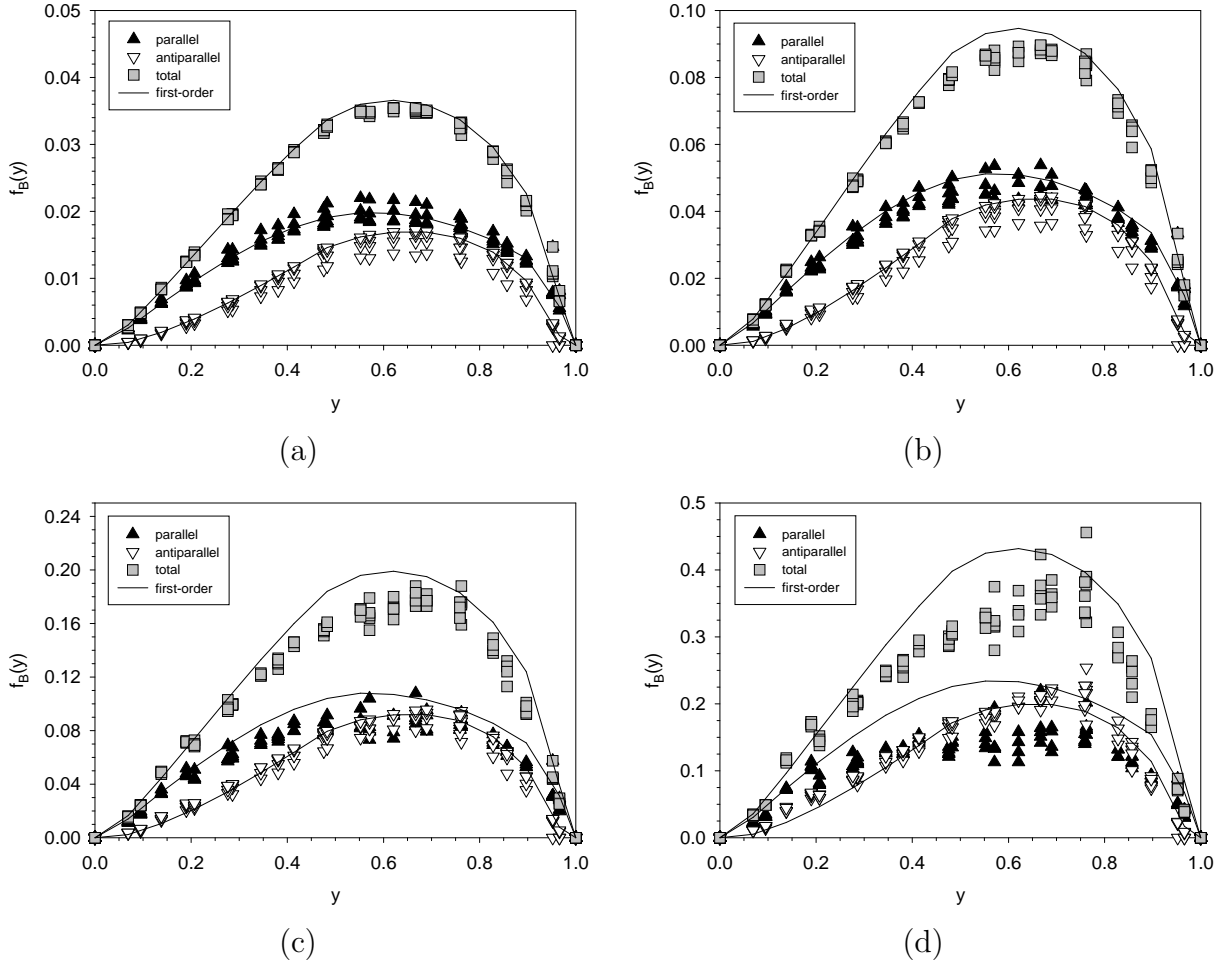 0.05
0.04
0.03
0.02
0.01
0.00
f_B(y)
parallel
antiparallel
total
first-order
0.0 0.2 0.4 0.6 0.8 1.0
y
(a)
0.10
0.08
0.06
0.04
0.02
0.00
f_B(y)
parallel
antiparallel
total
first-order
0.0 0.2 0.4 0.6 0.8 1.0
y
(b)
0.24
0.20
0.16
0.12
0.08
0.04
0.00
f_B(y)
parallel
antiparallel
total
first-order
0.0 0.2 0.4 0.6 0.8 1.0
y
(c)
0.5
0.4
0.3
0.2
0.1
0.0
f_B(y)
parallel
antiparallel
total
first-order
0.0 0.2 0.4 0.6 0.8 1.0
y
(d)